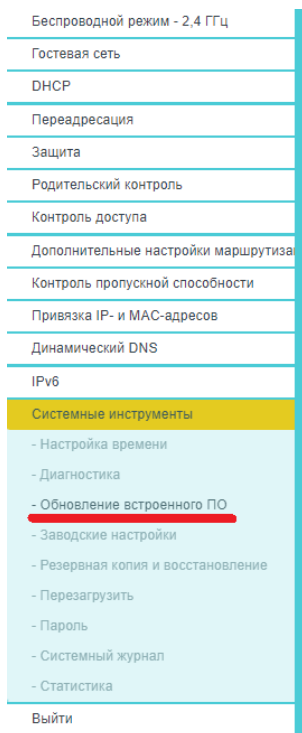 Беспроводной режим - 2,4 ГГц
Гостевая сеть
DHCP
Переадресация
Защита
Родительский контроль
Контроль доступа
Дополнительные настройки маршрутиза
Контроль пропускной способности
Привязка IP- и MAC-адресов
Динамический DNS
IPv6
Системные инструменты
- Настройка времени
- Диагностика
- Обновление встроенного ПО
- Заводские настройки
- Резервная копия и восстановление
- Перезагрузить
- Пароль
- Системный журнал
- Статистика
Выйти